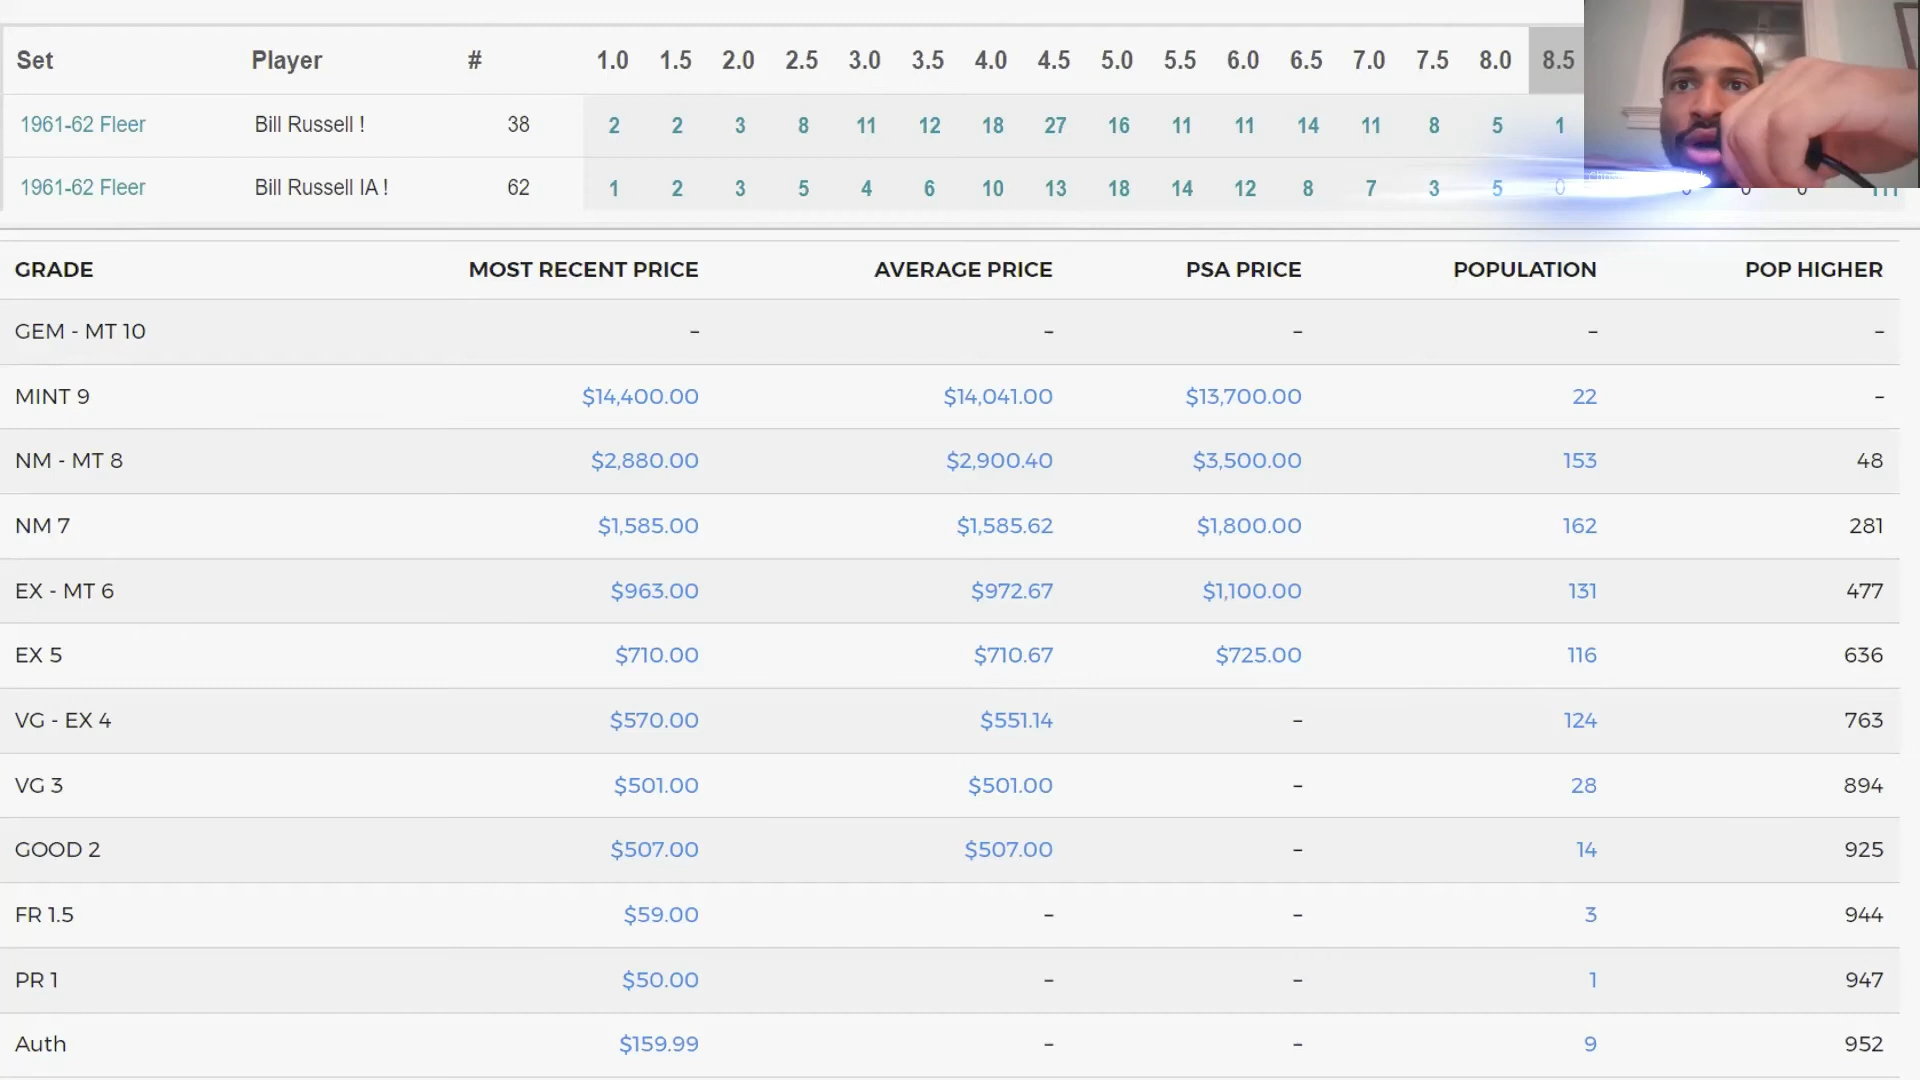 Set Player # 1.0 1.5 2.0 2.5 3.0 3.5 4.0 4.5 5.0 5.5 6.0 6.5 7.0 7.5 8.0 8.5
1961-62 Fleer Bill Russell ! 38 2 2 3 8 11 12 18 27 16 11 11 14 11 8 5 1
1961-62 Fleer Bill Russell IA ! 62 1 2 3 5 4 6 10 13 18 14 12 8 7 3 5 0 0 0 0 111
GRADE MOST RECENT PRICE AVERAGE PRICE PSA PRICE POPULATION POP HIGHER
GEM - MT 10 - - - - -
MINT 9 $14,400.00 $14,041.00 $13,700.00 22 -
NM - MT 8 $2,880.00 $2,900.40 $3,500.00 153 48
NM 7 $1,585.00 $1,585.62 $1,800.00 162 281
EX - MT 6 $963.00 $972.67 $1,100.00 131 477
EX 5 $710.00 $710.67 $725.00 116 636
VG - EX 4 $570.00 $551.14 - 124 763
VG 3 $501.00 $501.00 - 28 894
GOOD 2 $507.00 $507.00 - 14 925
FR 1.5 $59.00 - - 3 944
PR 1 $50.00 - - 1 947
Auth $159.99 - - 9 952